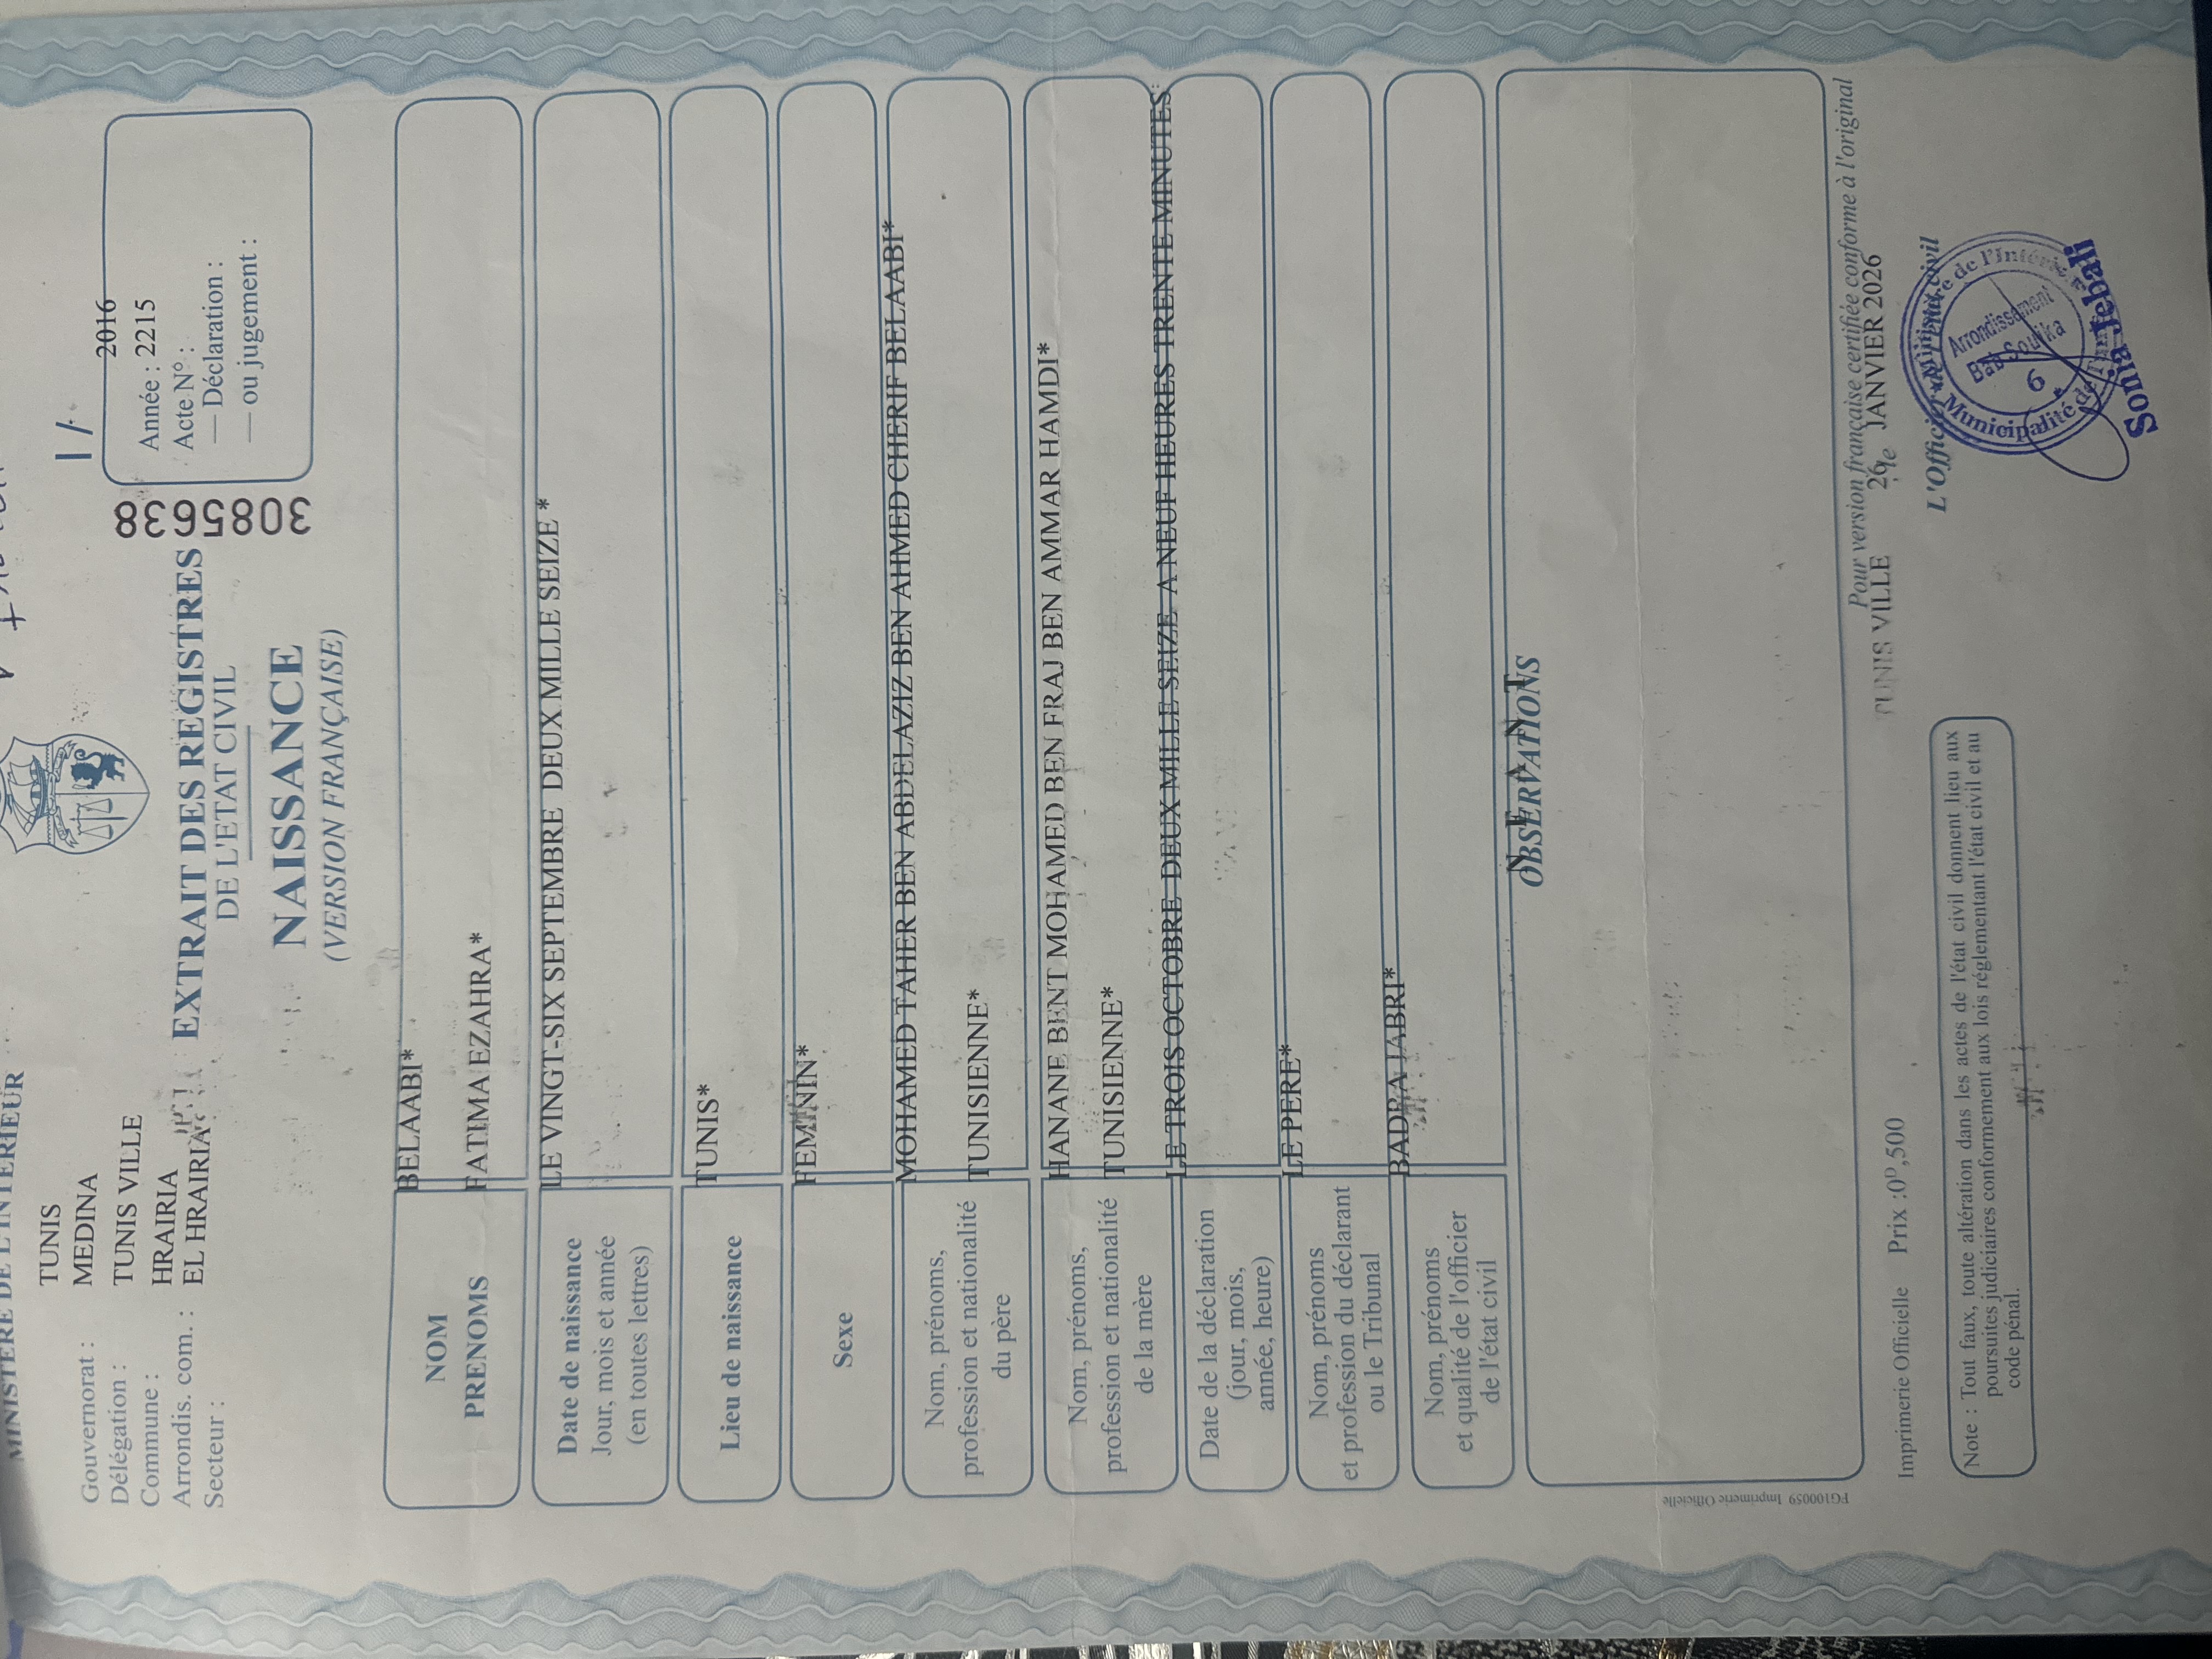 MINISTERE DE L'INTERIEUR
Gouvernorat : TUNIS
Délégation : MEDINA
Commune : TUNIS VILLE
Arrondis. com. : HRAIRIA
Secteur : EL HRAIRIA
EXTRAIT DES REGISTRES
DE L'ETAT CIVIL
NAISSANCE
(VERSION FRANÇAISE)
3085638
2016
Année : 2215
Acte N° :
— Déclaration :
— ou jugement :
NOM BELAABI*
PRENOMS FATIMA EZAHRA*
Date de naissance LE VINGT-SIX SEPTEMBRE DEUX MILLE SEIZE *
Jour, mois et année
(en toutes lettres)
Lieu de naissance TUNIS*
Sexe FEMININ*
Nom, prénoms, MOHAMED TAHER BEN ABDELAZIZ BEN AHMED CHERIF BELAABI*
profession et nationalité TUNISIENNE*
du père
Nom, prénoms, HANANE BENT MOHAMED BEN FRAJ BEN AMMAR HAMDI*
profession et nationalité TUNISIENNE*
de la mère
Date de la déclaration LE TROIS OCTOBRE DEUX MILLE SEIZE A NEUF HEURES TRENTE MINUTES
(jour, mois,
année, heure)
Nom, prénoms LE PERE*
et profession du déclarant
ou le Tribunal
Nom, prénoms BADRA JABRI*
et qualité de l'officier
de l'état civil
OBSERVATIONS
N E A N T
FG100059 Imprimerie Officielle
Pour version française certifiée conforme à l'original
TUNIS VILLE le 26 JANVIER 2026
Imprimerie Officielle Prix :0ᴰ,500
L'Officier de l'état civil
Ministère de l'Intérieur
Municipalité de Tunis
Arrondissement
Bab Souika
6
Sonia Jebali
Note : Tout faux, toute altération dans les actes de l'état civil donnent lieu aux
poursuites judiciaires conformement aux lois réglementant l'état civil et au
code pénal.